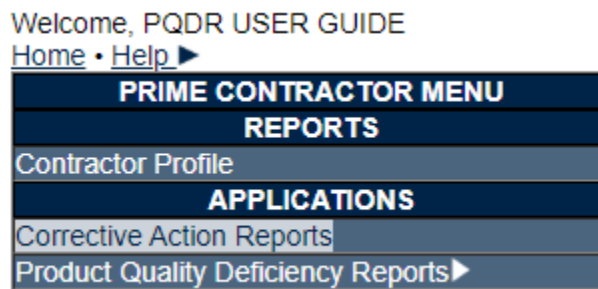 Welcome, PQDR USER GUIDE
Home • Help ▶
PRIME CONTRACTOR MENU
REPORTS
Contractor Profile
APPLICATIONS
Corrective Action Reports
Product Quality Deficiency Reports▶